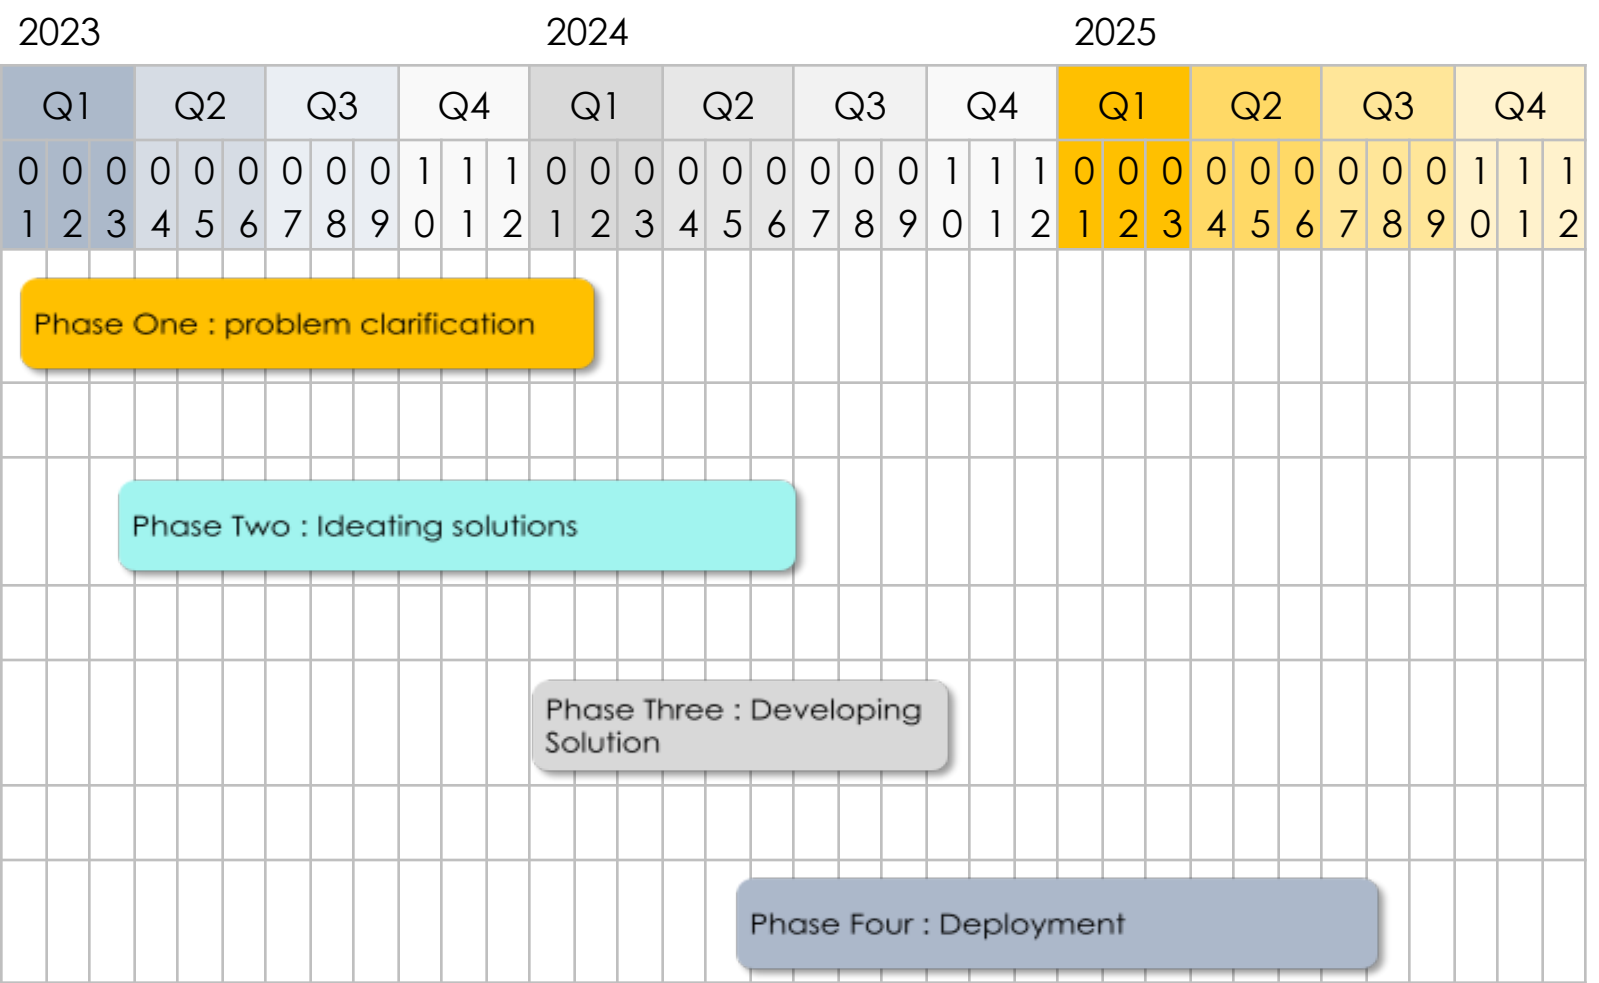 2023 2024 2025
Q1 Q2 Q3 Q4 Q1 Q2 Q3 Q4 Q1 Q2 Q3 Q4
0 0 0 0 0 0 0 0 0 1 1 1 0 0 0 0 0 0 0 0 0 1 1 1 0 0 0 0 0 0 0 0 0 1 1 1
1 2 3 4 5 6 7 8 9 0 1 2 1 2 3 4 5 6 7 8 9 0 1 2 1 2 3 4 5 6 7 8 9 0 1 2
Phase One : problem clarification
Phase Two : Ideating solutions
Phase Three : Developing
Solution
Phase Four : Deployment